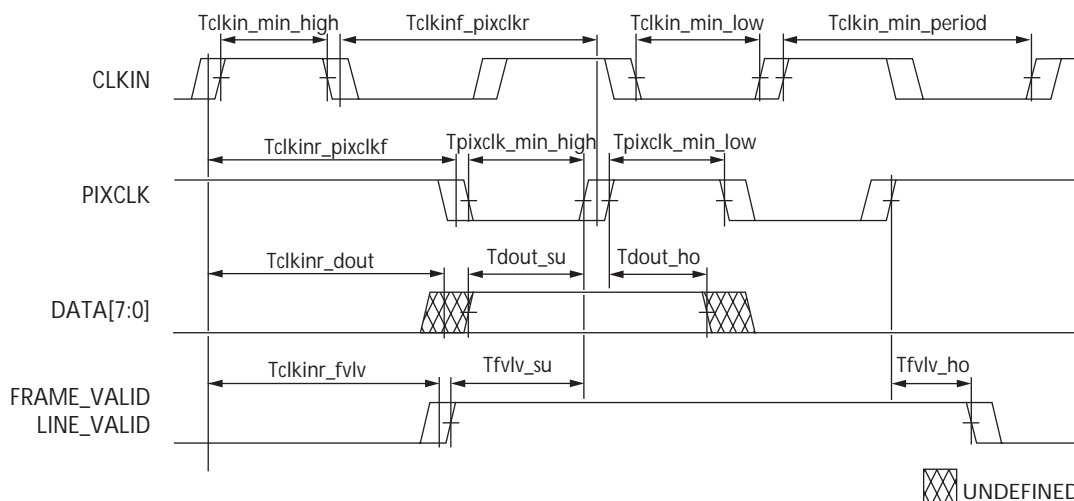 Tclkin_min_high
Tclkinf_pixclkr
Tclkin_min_low
Tclkin_min_period
CLKIN
Tclkinr_pixclkf
Tpixclk_min_high
Tpixclk_min_low
PIXCLK
Tclkinr_dout
Tdout_su
Tdout_ho
DATA[7:0]
Tclkinr_fvlv
Tfvlv_su
Tfvlv_ho
FRAME_VALID
LINE_VALID
UNDEFINED